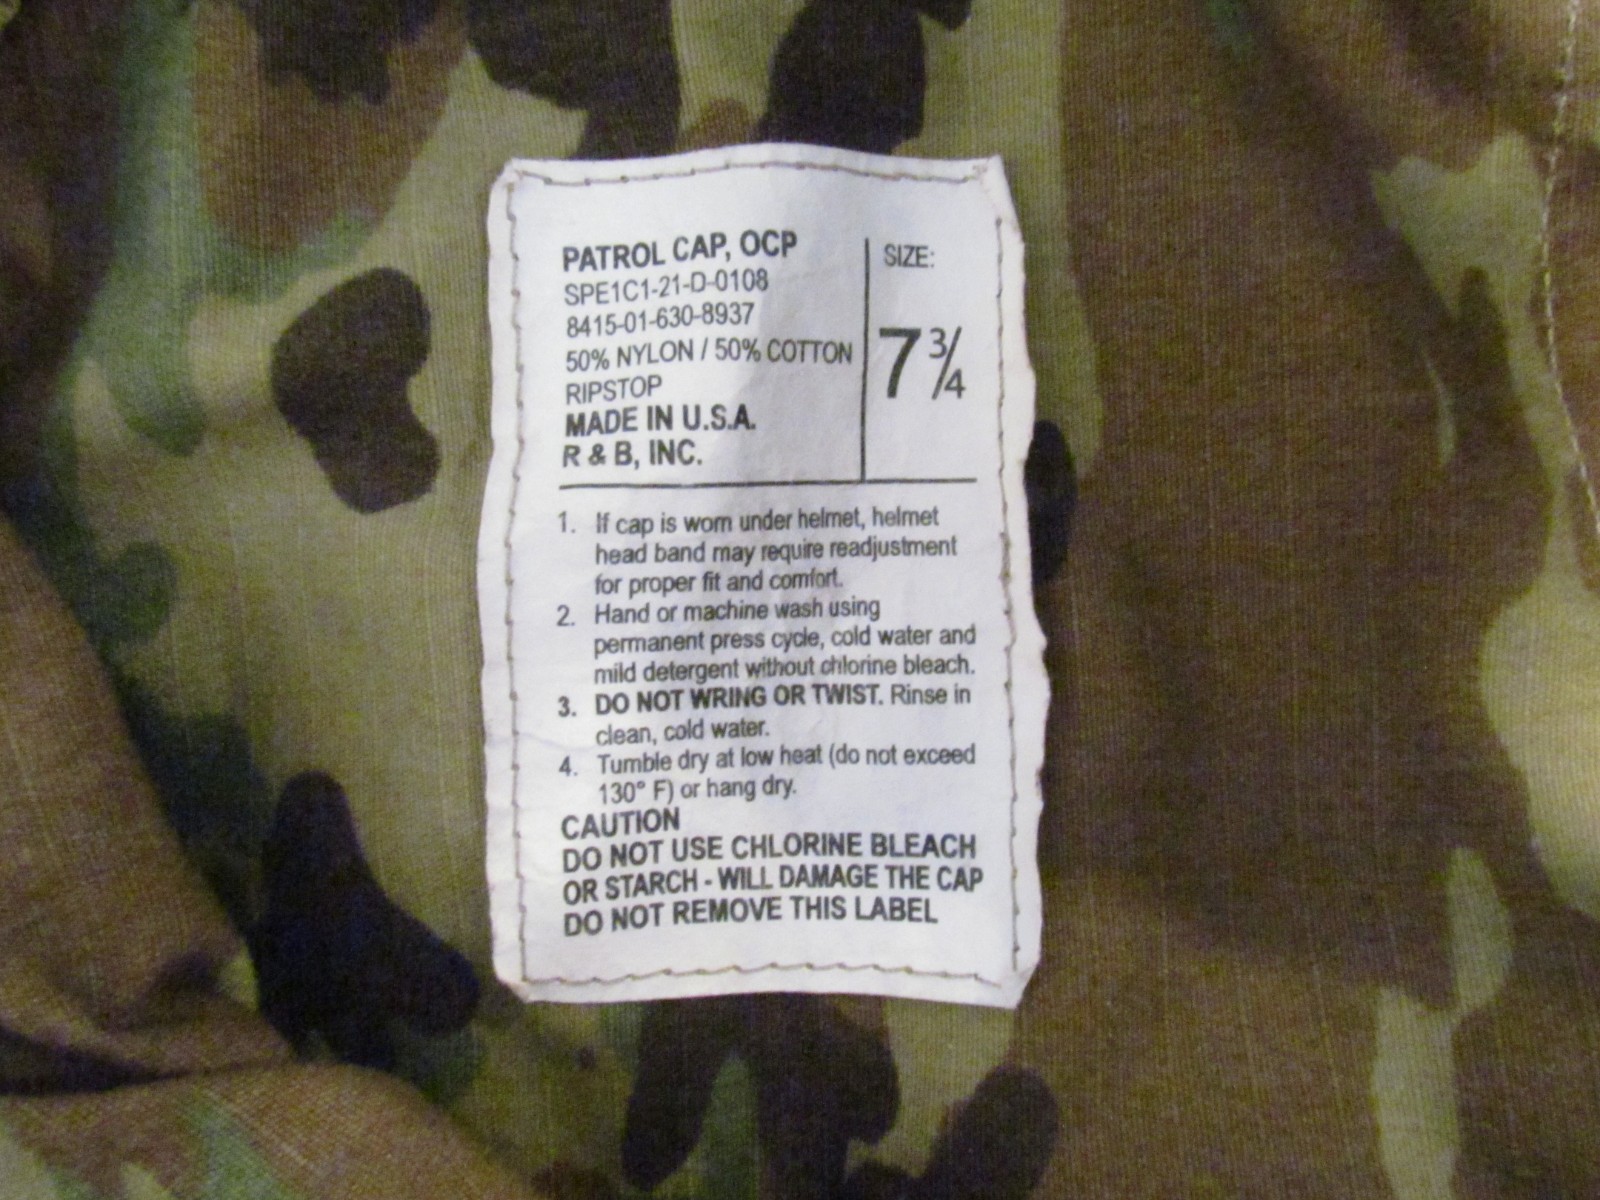 PATROL CAP, OCP
SPE1C1-21-D-0108
8415-01-630-8937
50% NYLON / 50% COTTON
RIPSTOP
MADE IN U.S.A.
R & B, INC.
SIZE:
7 3/4
1. If cap is worn under helmet, helmet
head band may require readjustment
for proper fit and comfort.
2. Hand or machine wash using
permanent press cycle, cold water and
mild detergent without chlorine bleach.
3. DO NOT WRING OR TWIST. Rinse in
clean, cold water.
4. Tumble dry at low heat (do not exceed
130° F) or hang dry.
CAUTION
DO NOT USE CHLORINE BLEACH
OR STARCH - WILL DAMAGE THE CAP
DO NOT REMOVE THIS LABEL